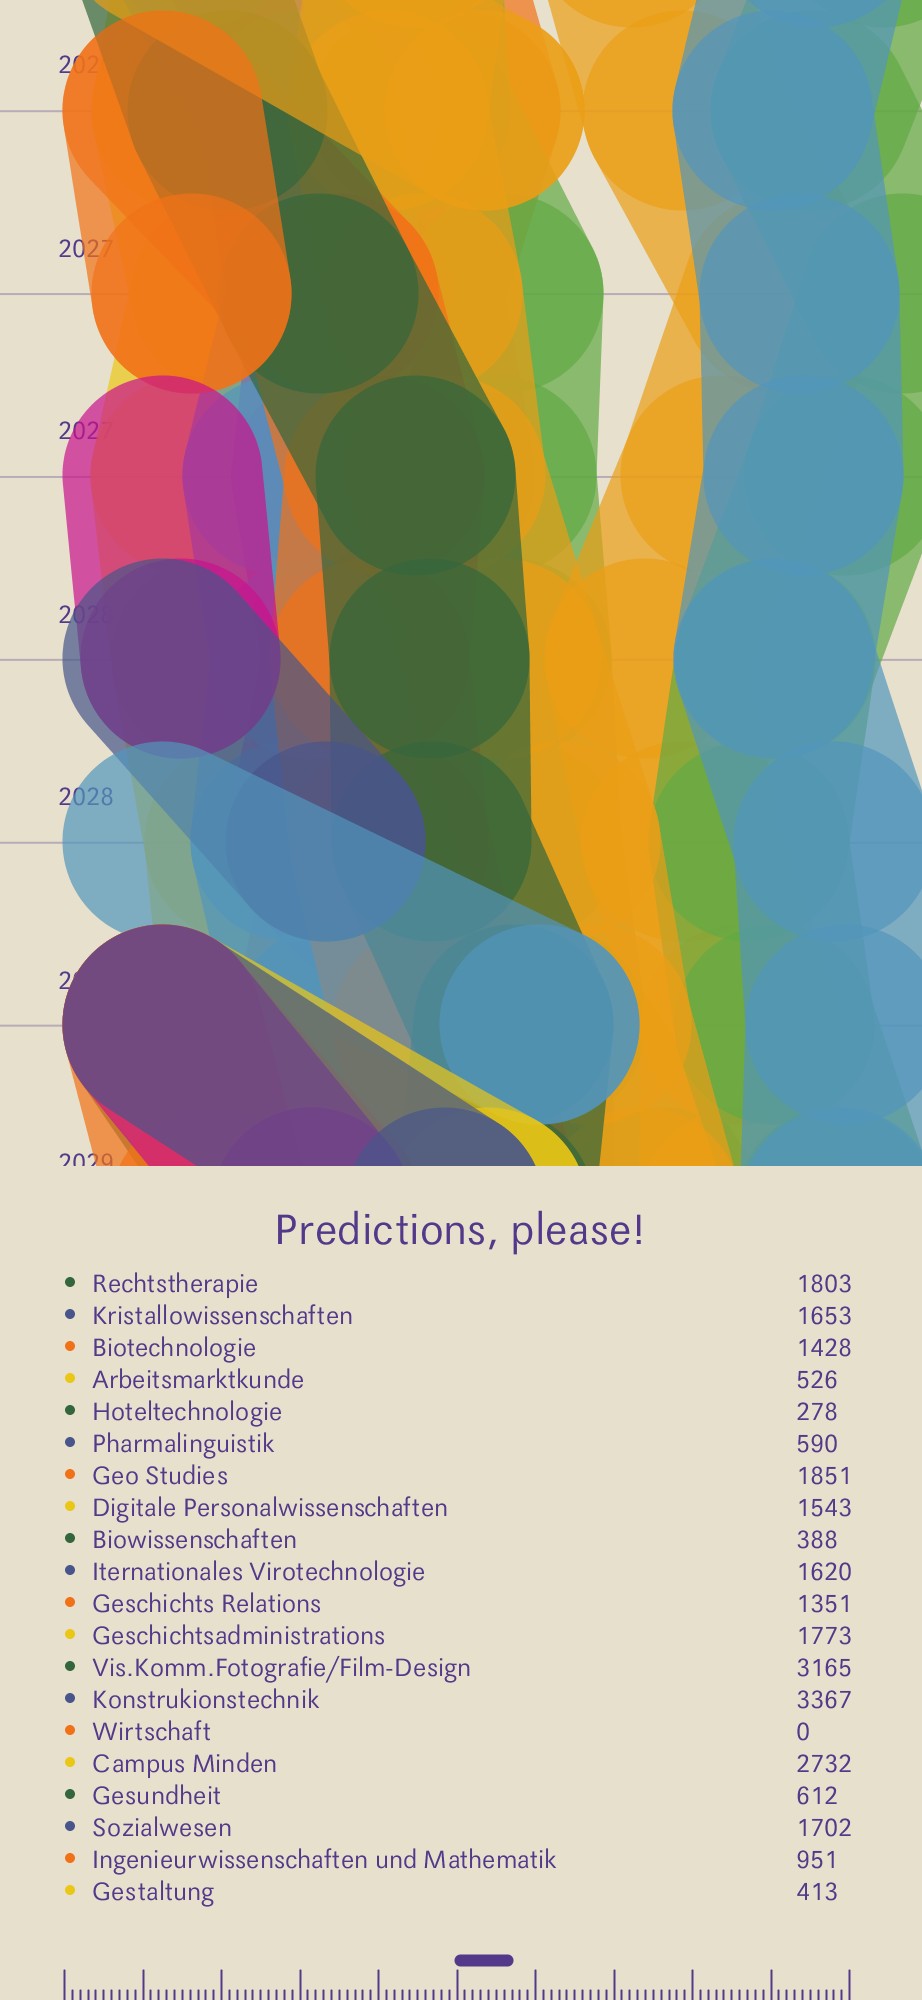 2027
2027
2028
2029
Predictions, please!
Rechtstherapie 1803
Kristallowissenschaften 1653
Biotechnologie 1428
Arbeitsmarktkunde 526
Hoteltechnologie 278
Pharmalinguistik 590
Geo Studies 1851
Digitale Personalwissenschaften 1543
Biowissenschaften 388
Iternationales Virotechnologie 1620
Geschichts Relations 1351
Geschichtsadministrations 1773
Vis.Komm.Fotografie/Film-Design 3165
Konstrukionstechnik 3367
Wirtschaft 0
Campus Minden 2732
Gesundheit 612
Sozialwesen 1702
Ingenieurwissenschaften und Mathematik 951
Gestaltung 413